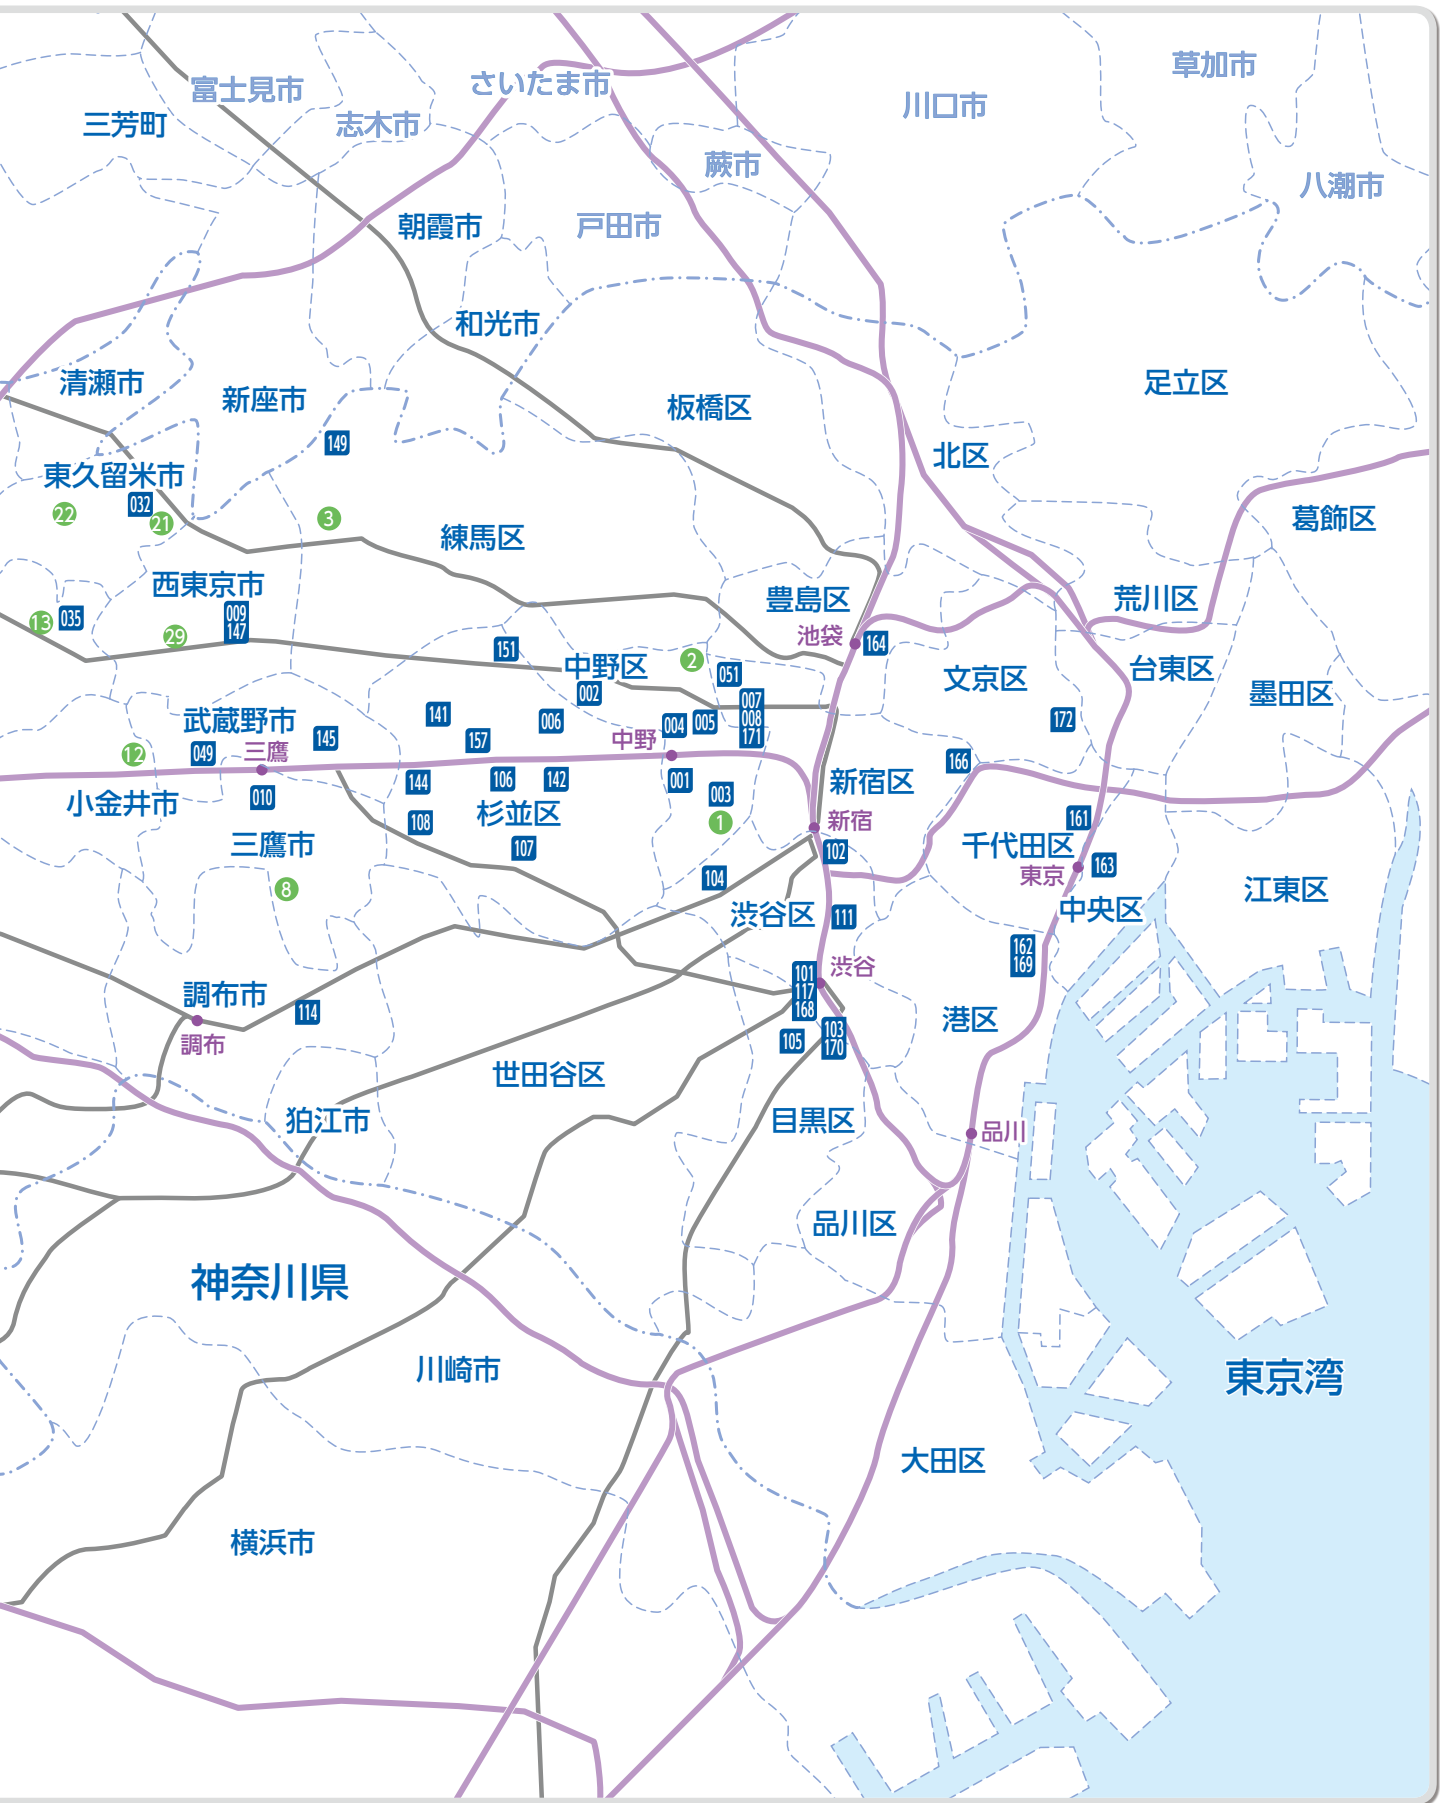 草加市
富士見市
さいたま市
川口市
三芳町
志木市
蕨市
八潮市
朝霞市
戸田市
和光市
清瀬市
新座市
板橋区
足立区
149
北区
東久留米市
032
22
21
3
練馬区
葛飾区
西東京市
009
147
13
035
29
豊島区
荒川区
池袋
164
151
中野区
2
051
文京区
台東区
002
007
008
171
墨田区
武蔵野市
141
006
004
005
172
145
157
中野
049
三鷹
12
166
144
106
142
001
新宿区
小金井市
010
003
杉並区
108
1
新宿
161
三鷹市
107
102
千代田区
163
東京
104
8
江東区
渋谷区
111
中央区
162
169
渋谷
101
117
168
調布市
114
港区
103
170
105
調布
世田谷区
狛江市
目黒区
品川
品川区
神奈川県
川崎市
東京湾
大田区
横浜市